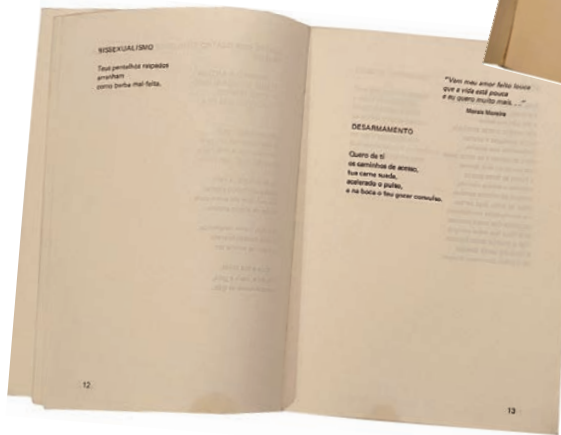 BISSEXUALISMO
Teus pentelhos raspados
arranham
como barba mal-feita.
12
"Vem meu amor feito louca
que a vida está pouca
e eu quero muito mais. . ."
Moraes Moreira
DESARMAMENTO
Quero de ti
os caminhos de acesso,
tua carne suada,
acelerado o pulso,
e na boca o teu gozar convulso.
13